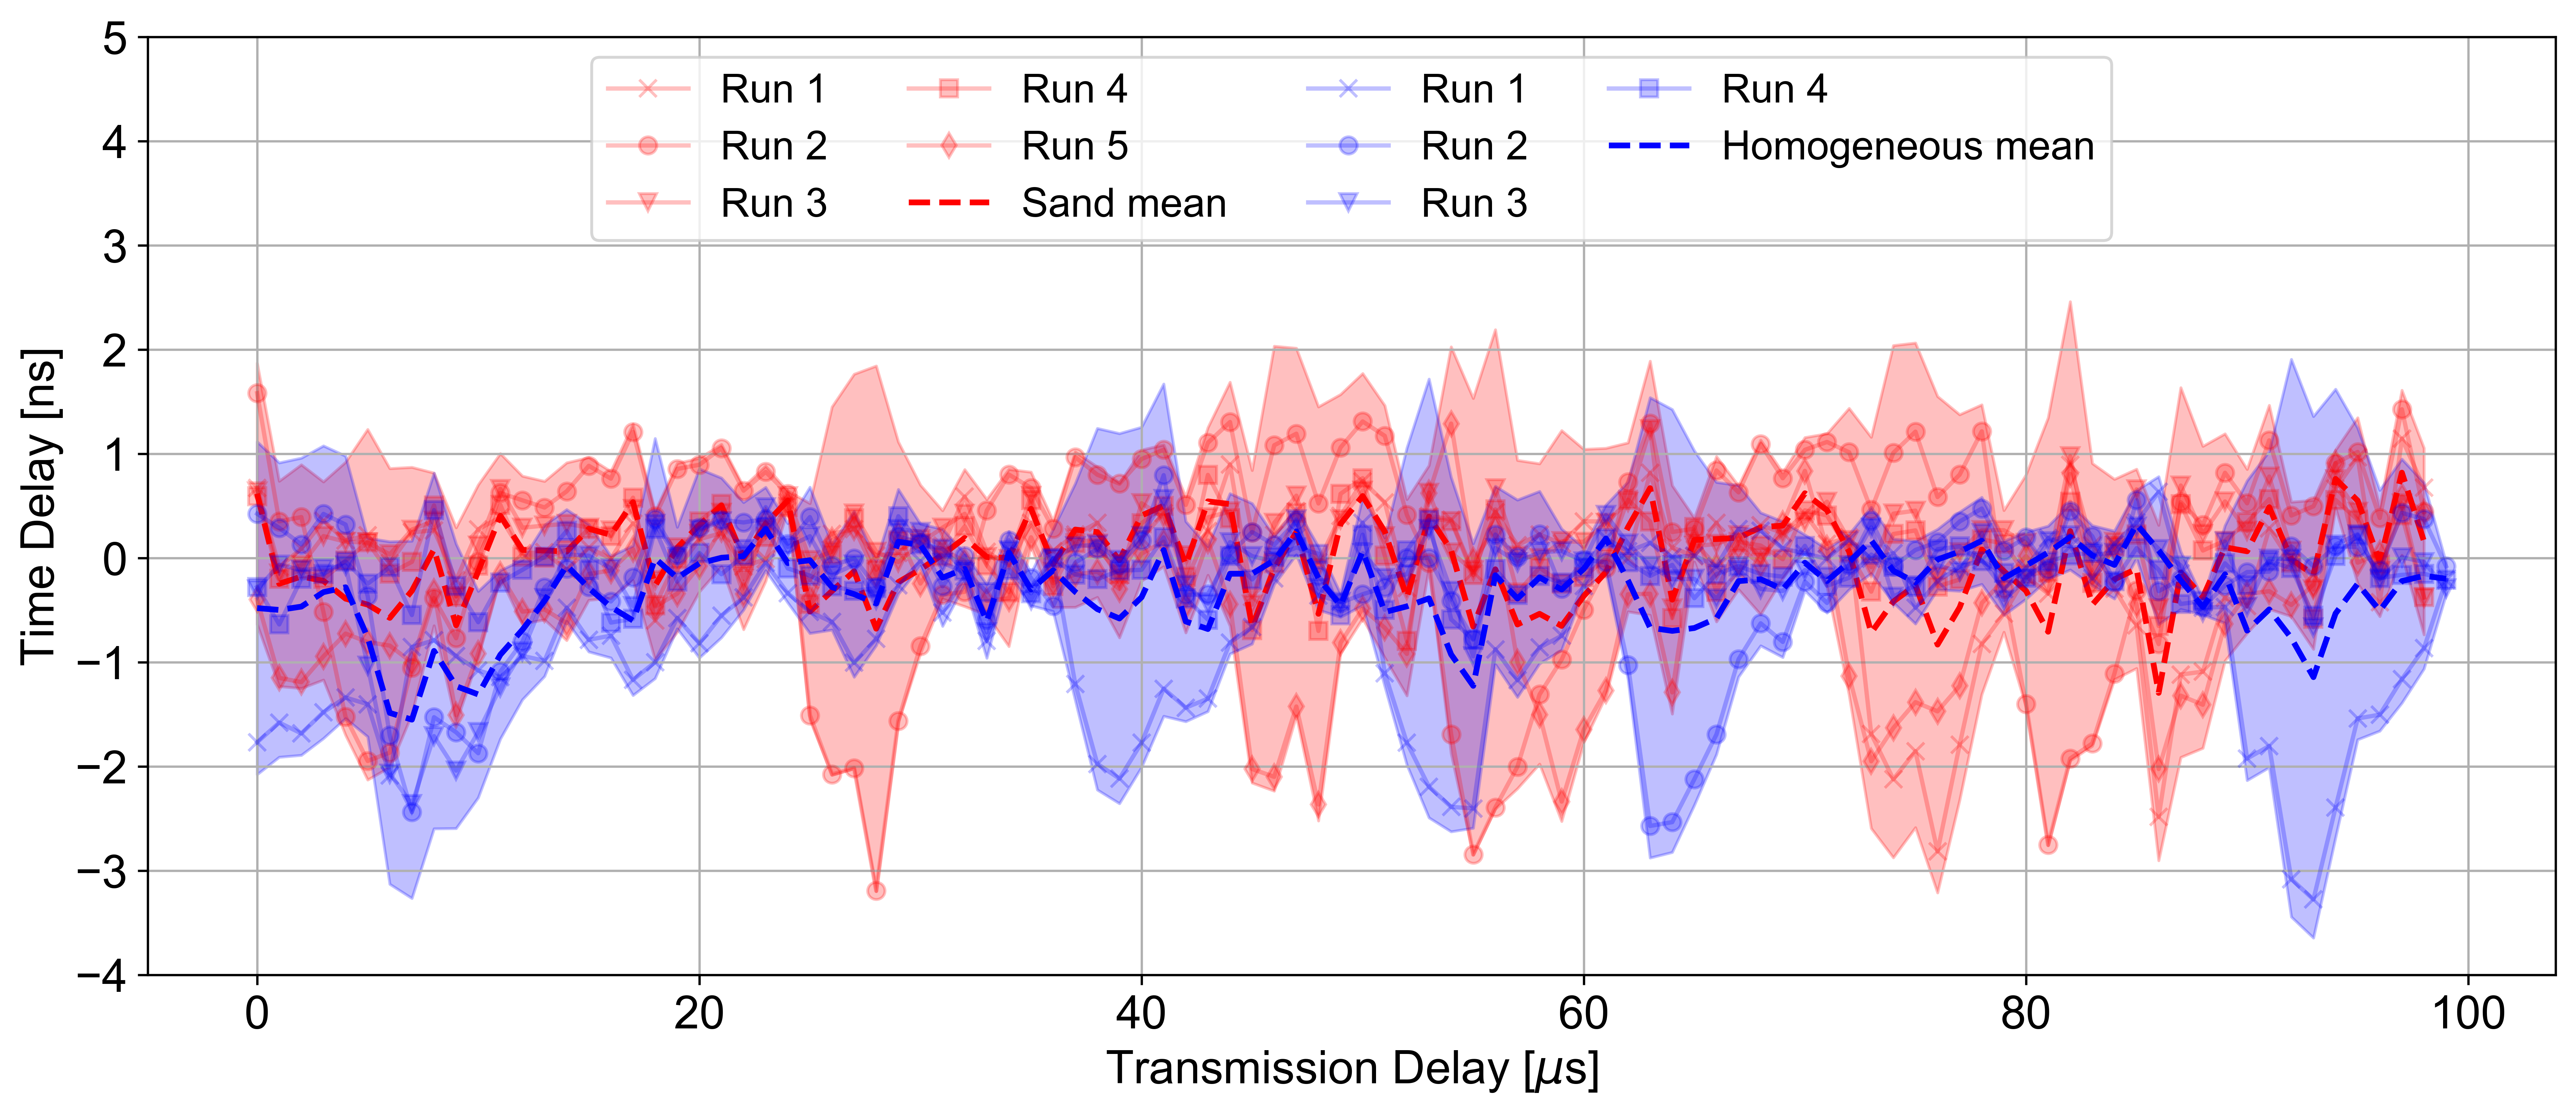 5
4
3
2
1
0
−1
−2
−3
−4
Time Delay [ns]
Run 1
Run 2
Run 3
Run 4
Run 5
Sand mean
Run 1
Run 2
Run 3
Run 4
Homogeneous mean
0
20
40
60
80
100
Transmission Delay [μs]